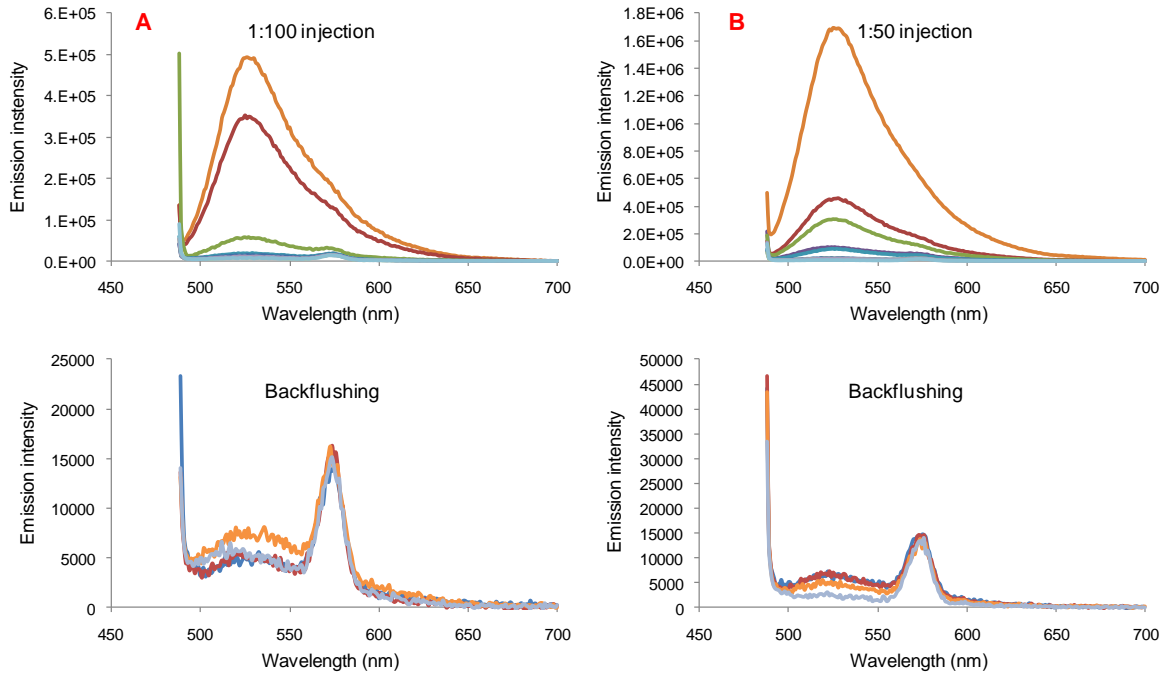 A
1:100 injection
Emission instensity
6.E+05
5.E+05
4.E+05
3.E+05
2.E+05
1.E+05
0.E+00
450 500 550 600 650 700
Wavelength (nm)
B
1:50 injection
Emission intensity
1.8E+06
1.6E+06
1.4E+06
1.2E+06
1.0E+06
8.0E+05
6.0E+05
4.0E+05
2.0E+05
0.0E+00
450 500 550 600 650 700
Wavelength (nm)
Backflushing
Emission intensity
25000
20000
15000
10000
5000
0
450 500 550 600 650 700
Wavelength (nm)
Backflushing
Emission intensity
50000
45000
40000
35000
30000
25000
20000
15000
10000
5000
0
450 500 550 600 650 700
Wavelength (nm)